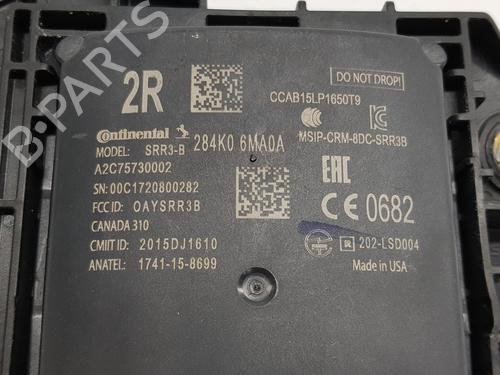 DO NOT DROP!
2R
CCAB15LP1650T9
Continental
284K0 6MA0A
MSIP-CRM-8DC-SRR3B
MODEL: SRR3-B
A2C75730002
EAC
SN: 00C1720800282
FCC ID: OAYSRR3B
CE 0682
CANADA 310
CMIIT ID: 2015DJ1610
202-LSD004
ANATEL: 1741-15-8699
Made in USA
B-PARTS